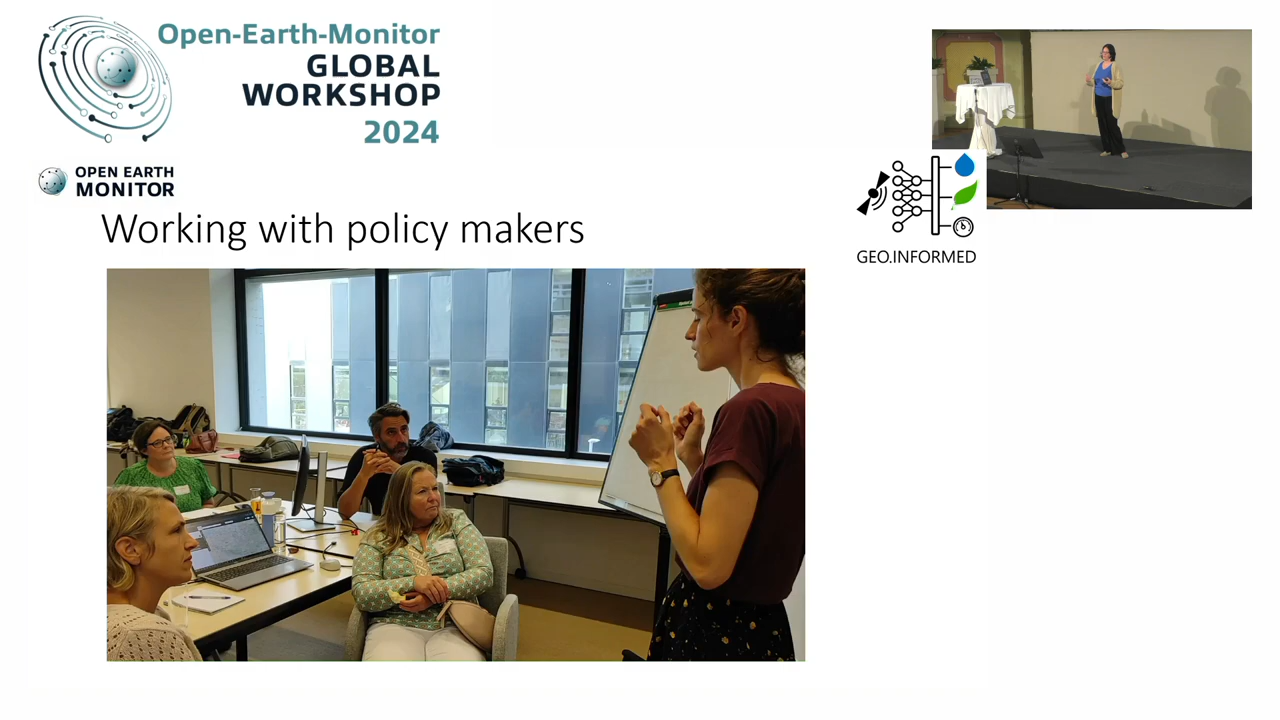 Open-Earth-Monitor
GLOBAL
WORKSHOP
2024
OPEN EARTH
MONITOR
Working with policy makers
GEO.INFORMED